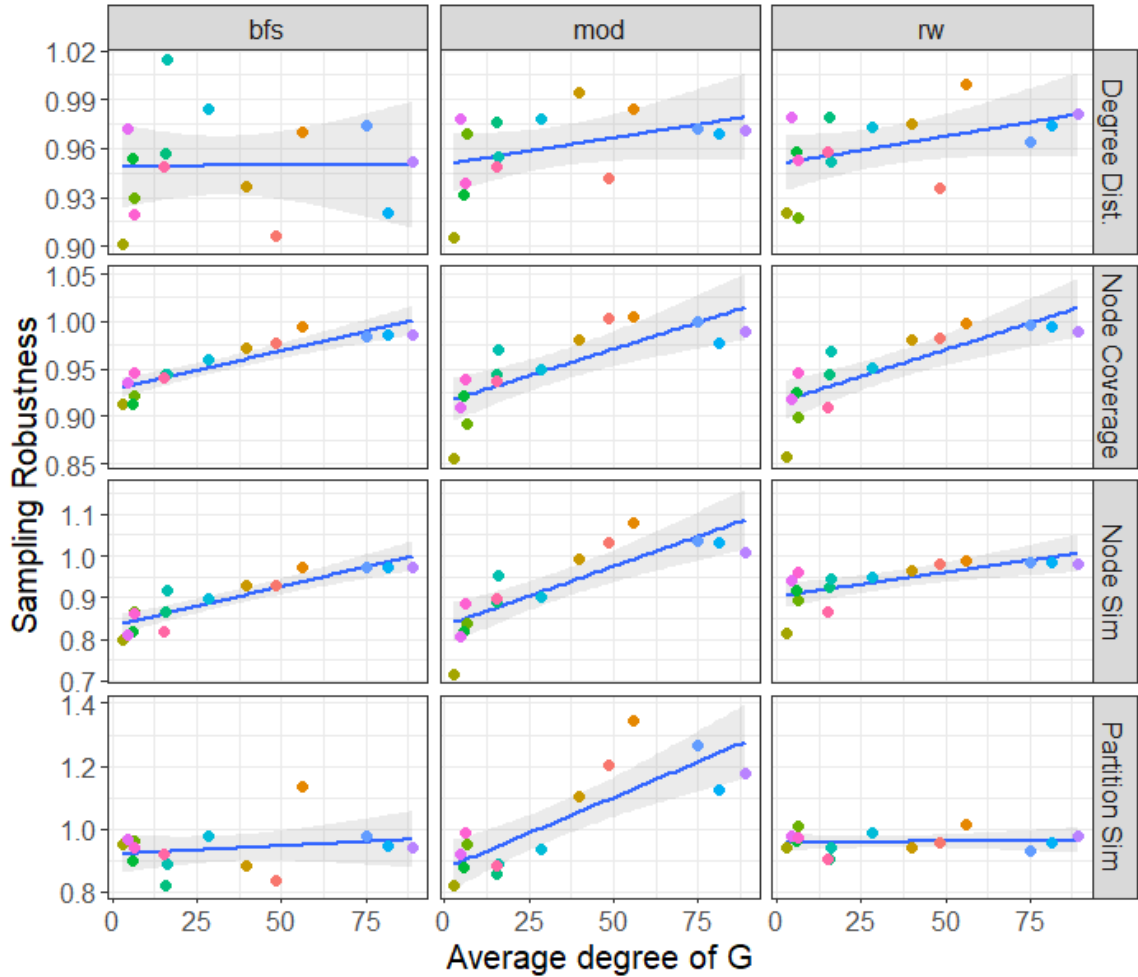 bfs mod rw
1.02
0.99
0.96
0.93
0.90
Degree Dist.
1.05
1.00
0.95
0.90
0.85
Node Coverage
Sampling Robustness
1.1
1.0
0.9
0.8
0.7
Node Sim
1.4
1.2
1.0
0.8
Partition Sim
0 25 50 75 0 25 50 75 0 25 50 75
Average degree of G